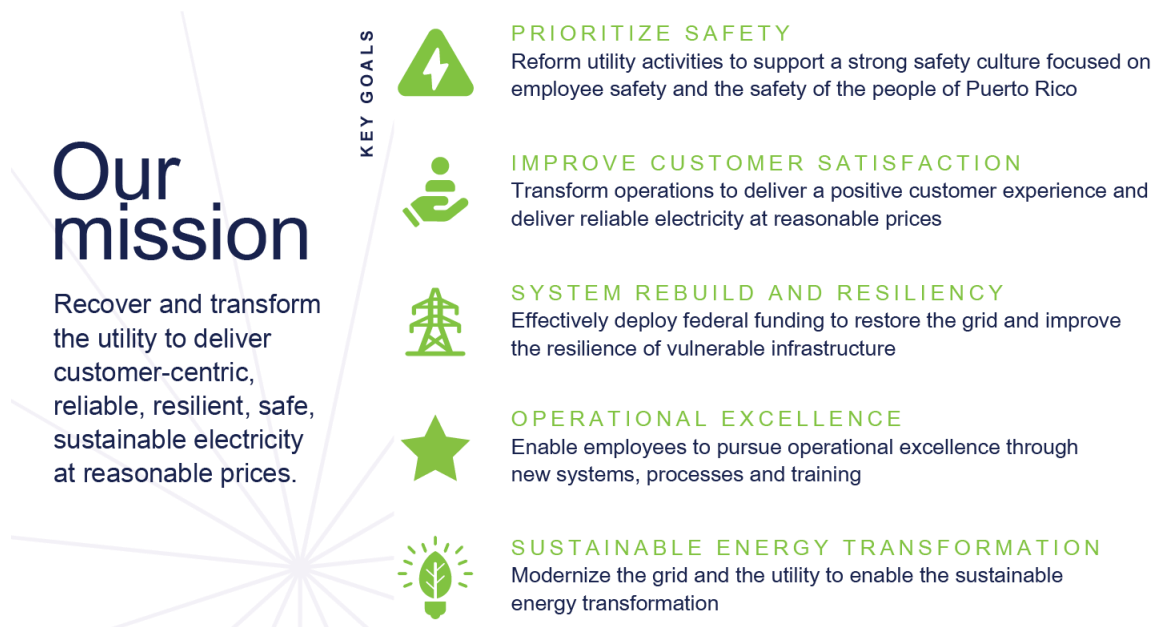 Our
mission
Recover and transform
the utility to deliver
customer-centric,
reliable, resilient, safe,
sustainable electricity
at reasonable prices.
KEY GOALS
PRIORITIZE SAFETY
Reform utility activities to support a strong safety culture focused on
employee safety and the safety of the people of Puerto Rico
IMPROVE CUSTOMER SATISFACTION
Transform operations to deliver a positive customer experience and
deliver reliable electricity at reasonable prices
SYSTEM REBUILD AND RESILIENCY
Effectively deploy federal funding to restore the grid and improve
the resilience of vulnerable infrastructure
OPERATIONAL EXCELLENCE
Enable employees to pursue operational excellence through
new systems, processes and training
SUSTAINABLE ENERGY TRANSFORMATION
Modernize the grid and the utility to enable the sustainable
energy transformation